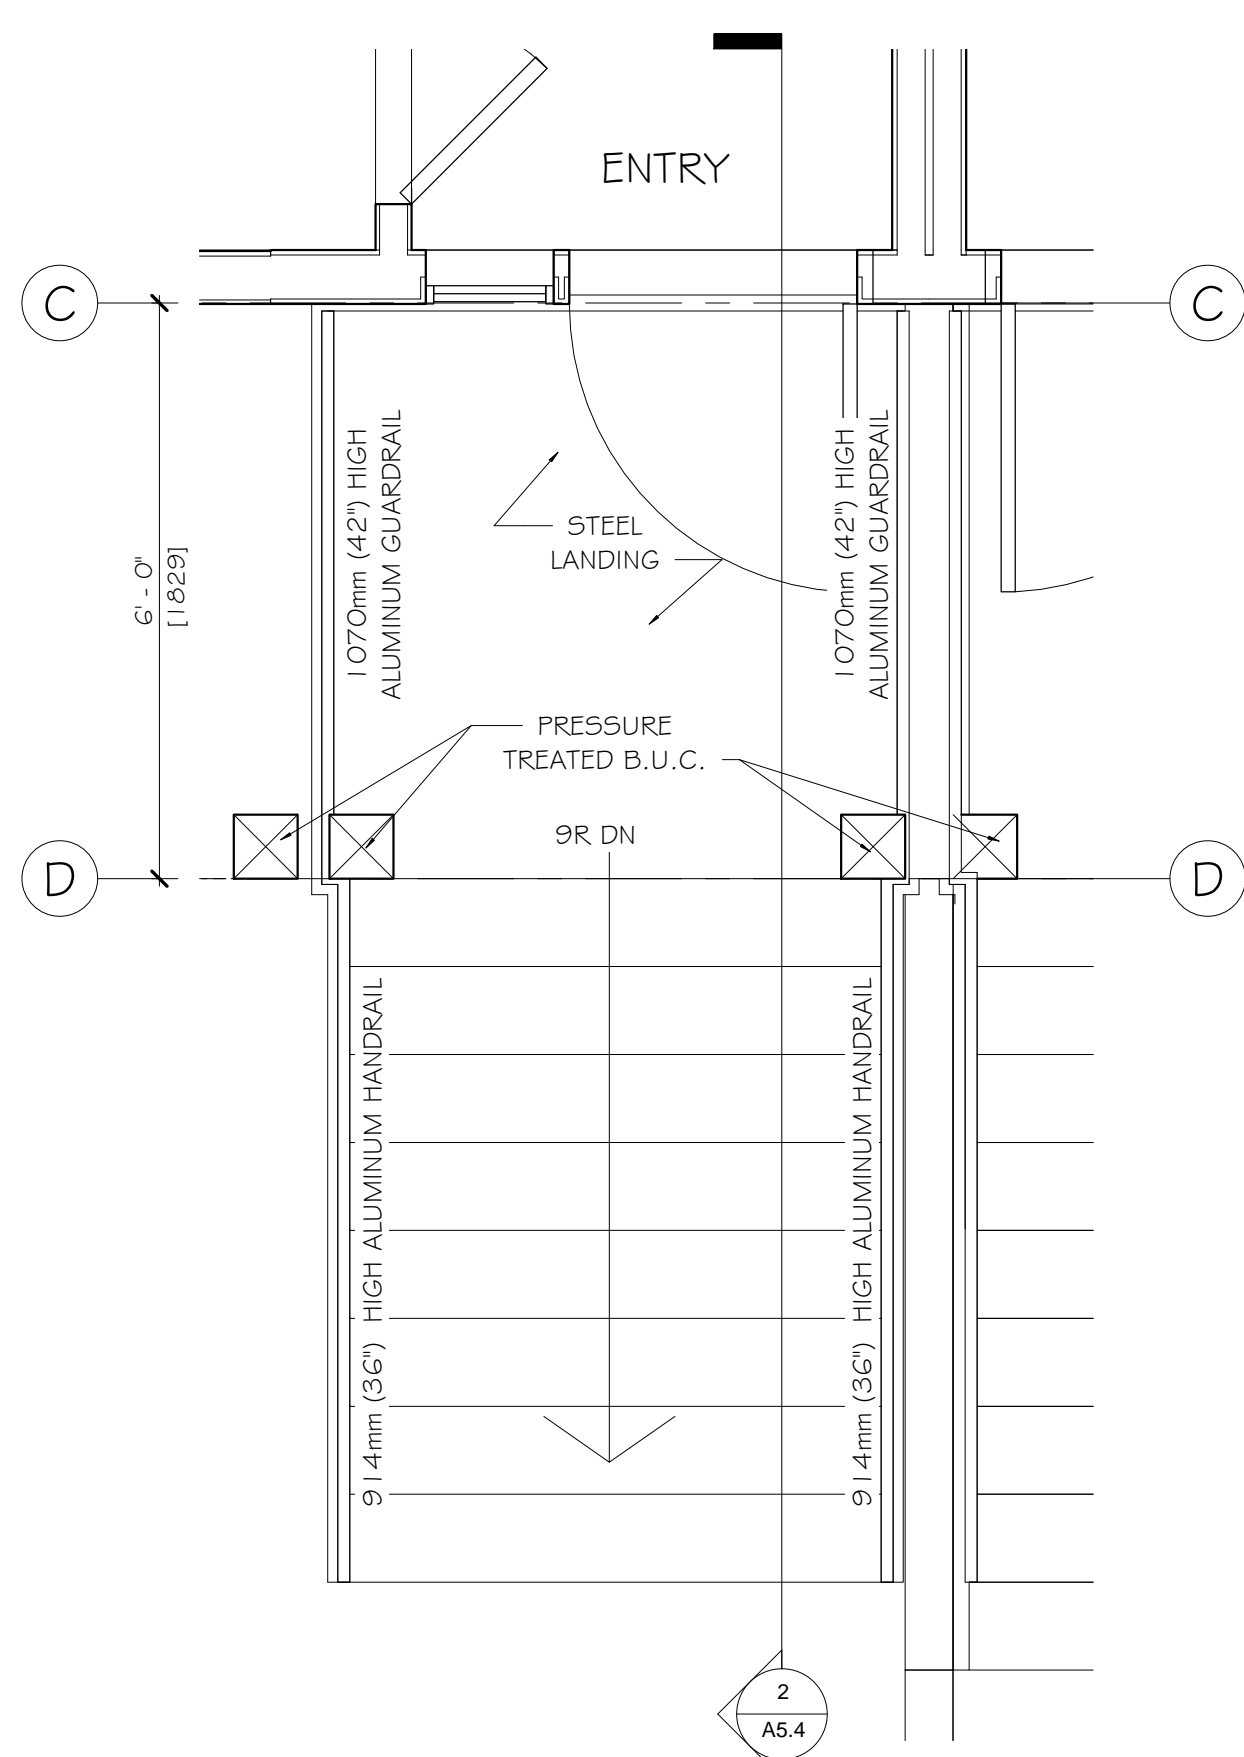 ENTRY
C
C
1070mm (42") HIGH
ALUMINUM GUARDRAIL
1070mm (42") HIGH
ALUMINUM GUARDRAIL
STEEL
LANDING
6' - 0"
[1829]
PRESSURE
TREATED B.U.C.
9R DN
D
D
914mm (36") HIGH ALUMINUM HANDRAIL
914mm (36") HIGH ALUMINUM HANDRAIL
2
A5.4